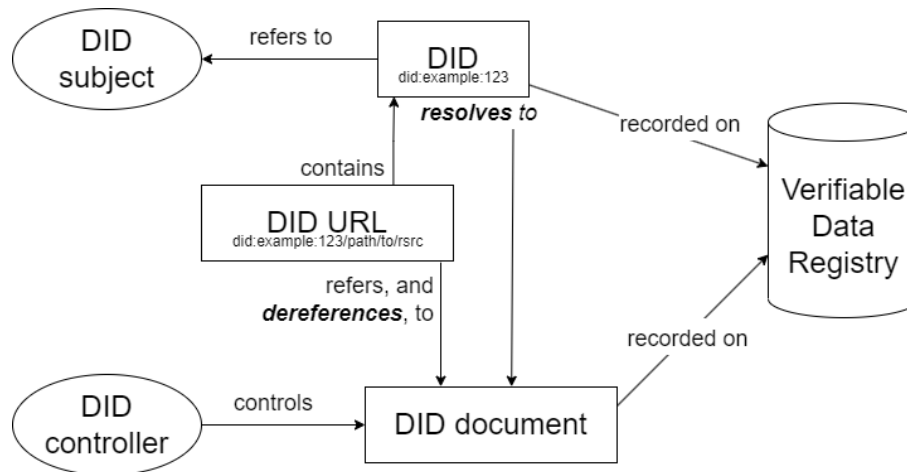 DID
subject
refers to
DID
did:example:123
resolves to
recorded on
contains
Verifiable
Data
Registry
DID URL
did:example:123/path/to/rsrc
refers, and
dereferences, to
recorded on
DID
controller
controls
DID document